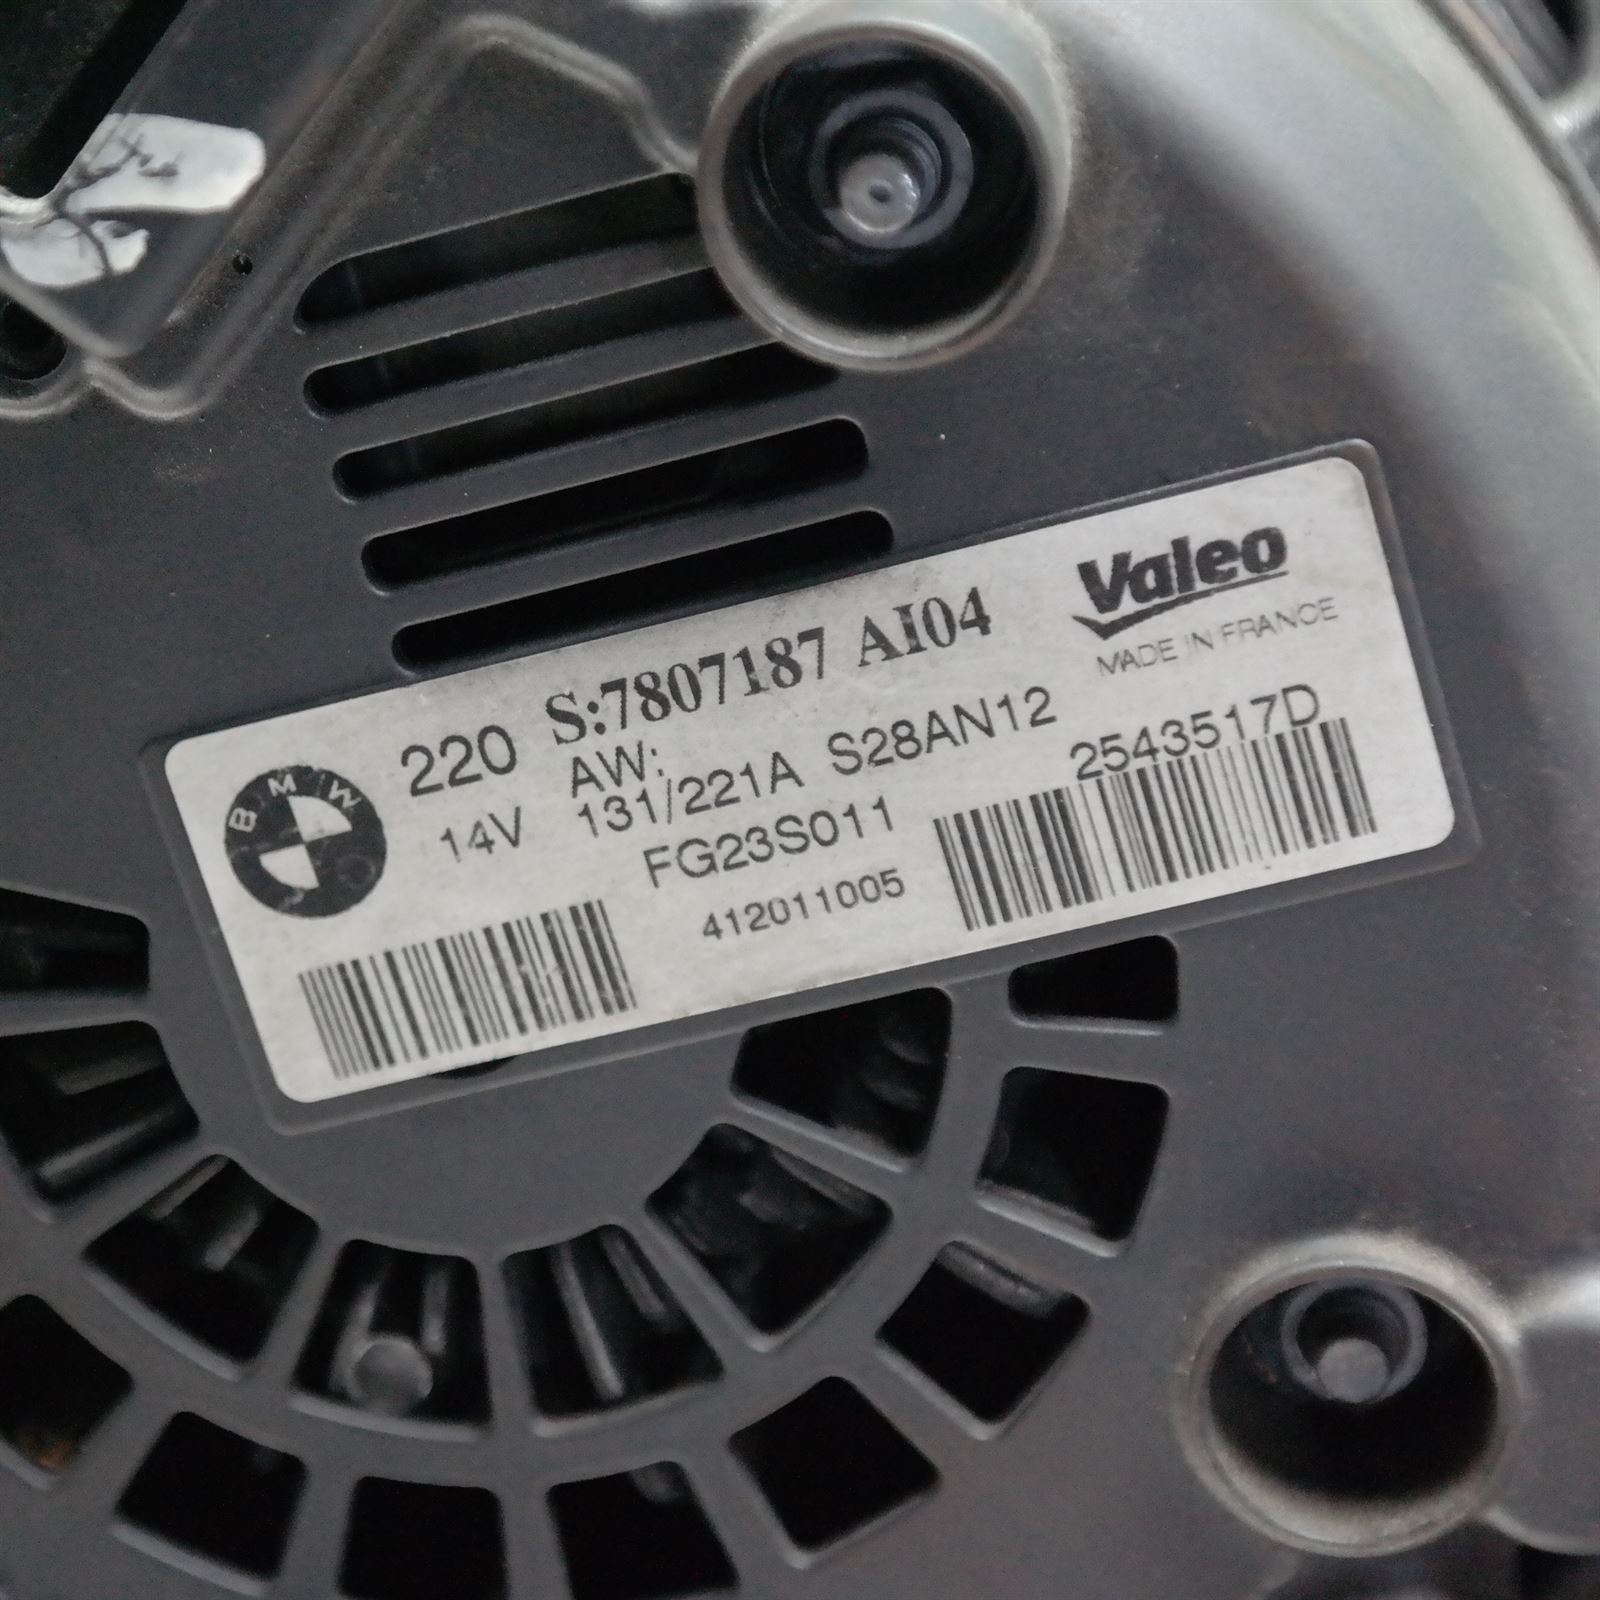 Valeo
MADE IN FRANCE
BMW
220 S:7807187 AI04
AW:
14V 131/221A S28AN12
FG23S011 2543517D
412011005